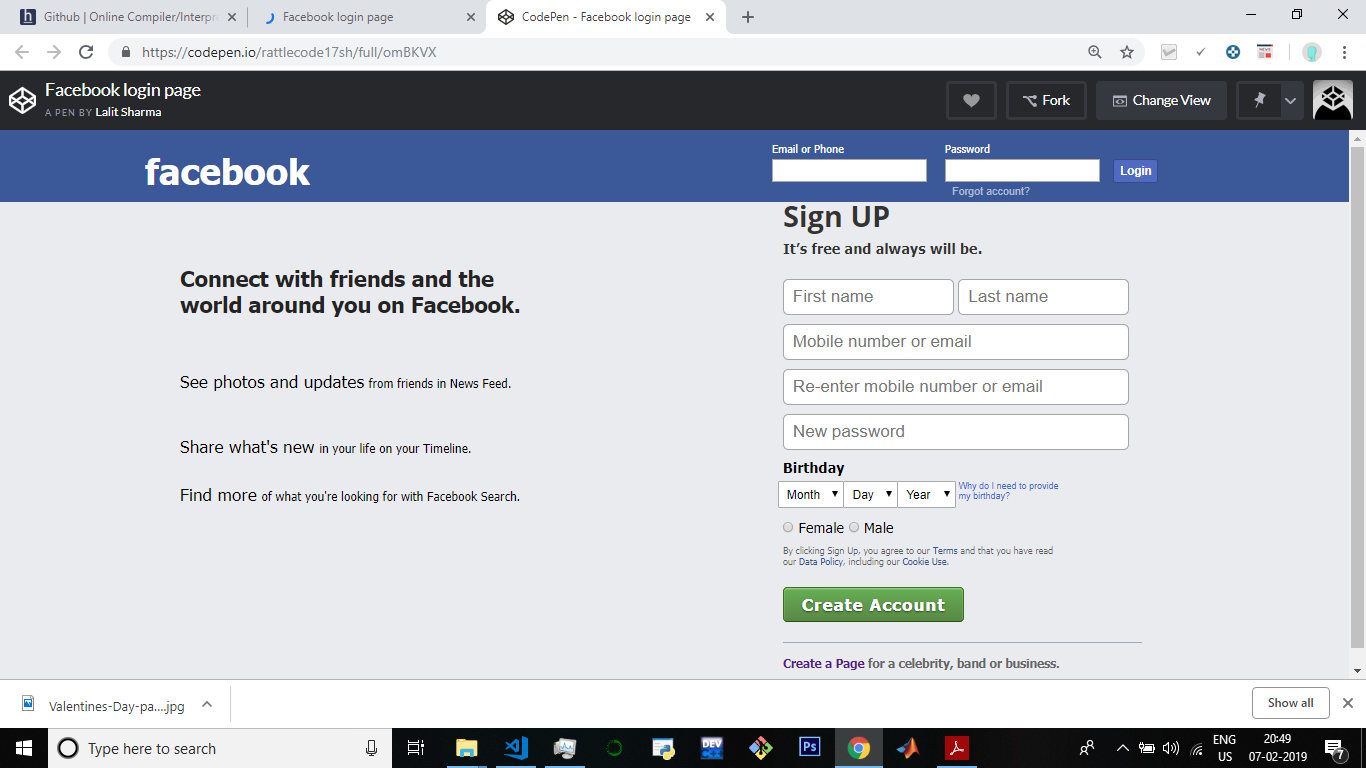 Github | Online Compiler/Interpr
Facebook login page
CodePen - Facebook login page
https://codepen.io/rattlecode17sh/full/omBKVX
Facebook login page
A PEN BY Lalit Sharma
Fork
Change View
facebook
Email or Phone
Password
Login
Forgot account?
Sign UP
It's free and always will be.
Connect with friends and the
world around you on Facebook.
See photos and updates from friends in News Feed.
Share what's new in your life on your Timeline.
Find more of what you're looking for with Facebook Search.
First name
Last name
Mobile number or email
Re-enter mobile number or email
New password
Birthday
Month
Day
Year
Why do I need to provide
my birthday?
Female
Male
By clicking Sign Up, you agree to our Terms and that you have read
our Data Policy, including our Cookie Use.
Create Account
Create a Page for a celebrity, band or business.
Valentines-Day-pa....jpg
Show all
Type here to search
DEV
Ps
ENG
US
20:49
07-02-2019
7